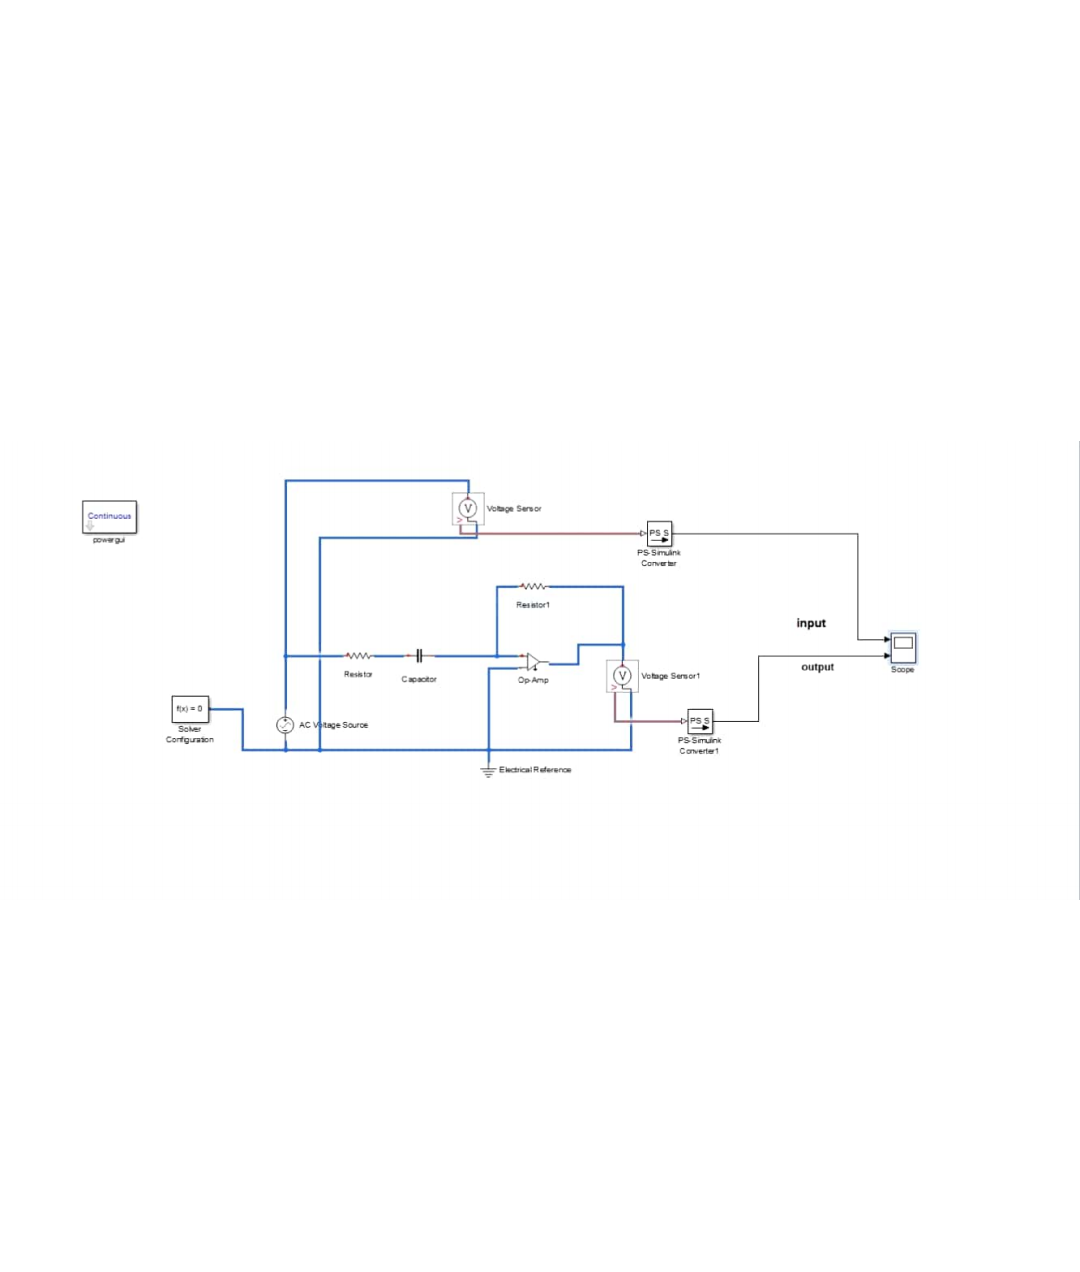 Voltage Sensor
Continuous
powergui
PS S
PS-Simulink
Converter
Resistor1
input
Resistor
Capacitor
Op-Amp
Voltage Sensor1
output
Scope
f(x) = 0
Solver
Configuration
AC Voltage Source
PS S
PS-Simulink
Converter1
Electrical Reference